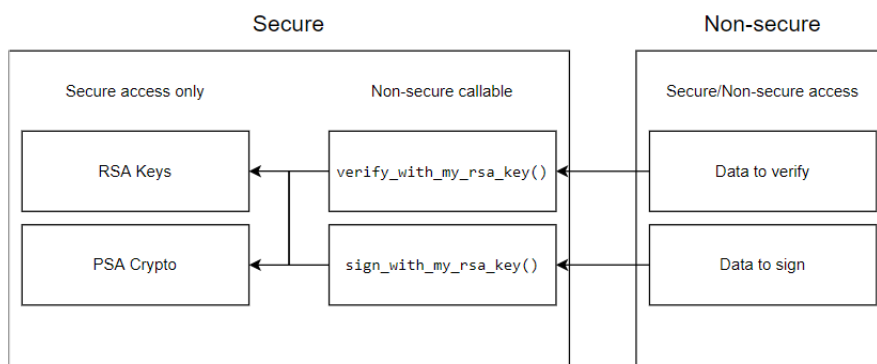 Secure
Non-secure
Secure access only
Non-secure callable
Secure/Non-secure access
RSA Keys
verify_with_my_rsa_key()
Data to verify
PSA Crypto
sign_with_my_rsa_key()
Data to sign